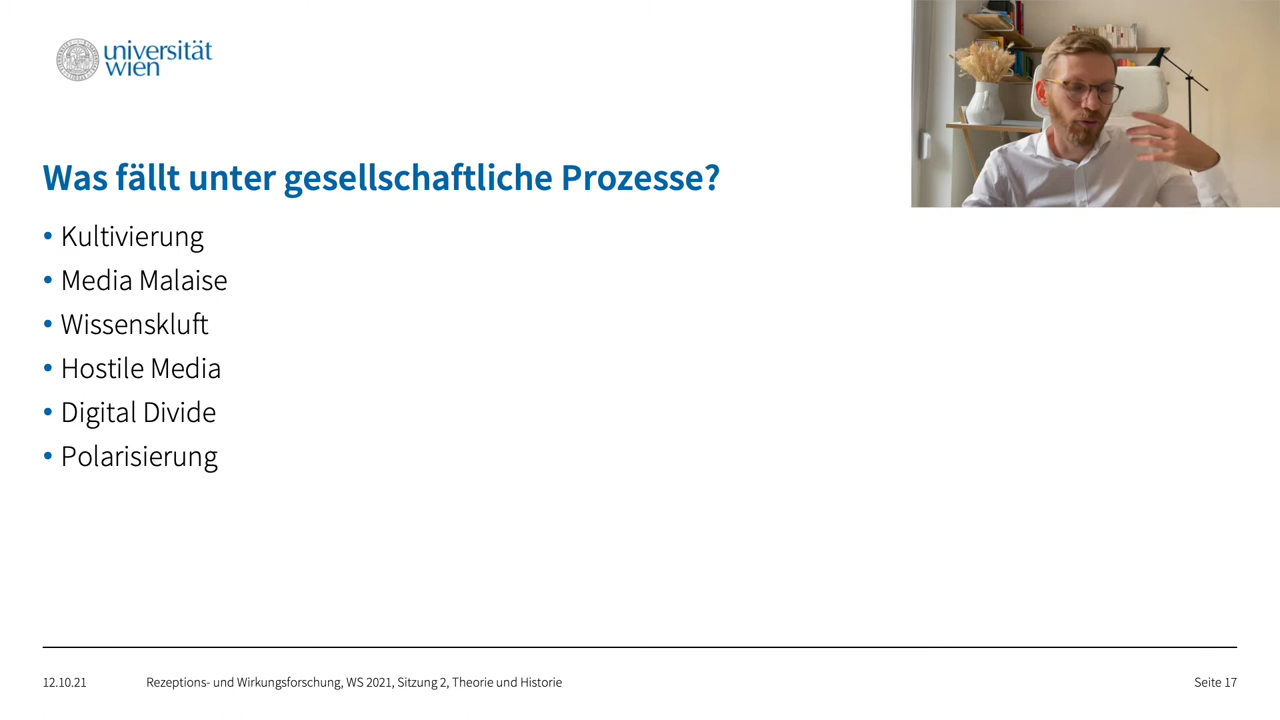 universität
wien
Was fällt unter gesellschaftliche Prozesse?
• Kultivierung
• Media Malaise
• Wissenskluft
• Hostile Media
• Digital Divide
• Polarisierung
12.10.21 Rezeptions- und Wirkungsforschung, WS 2021, Sitzung 2, Theorie und Historie Seite 17